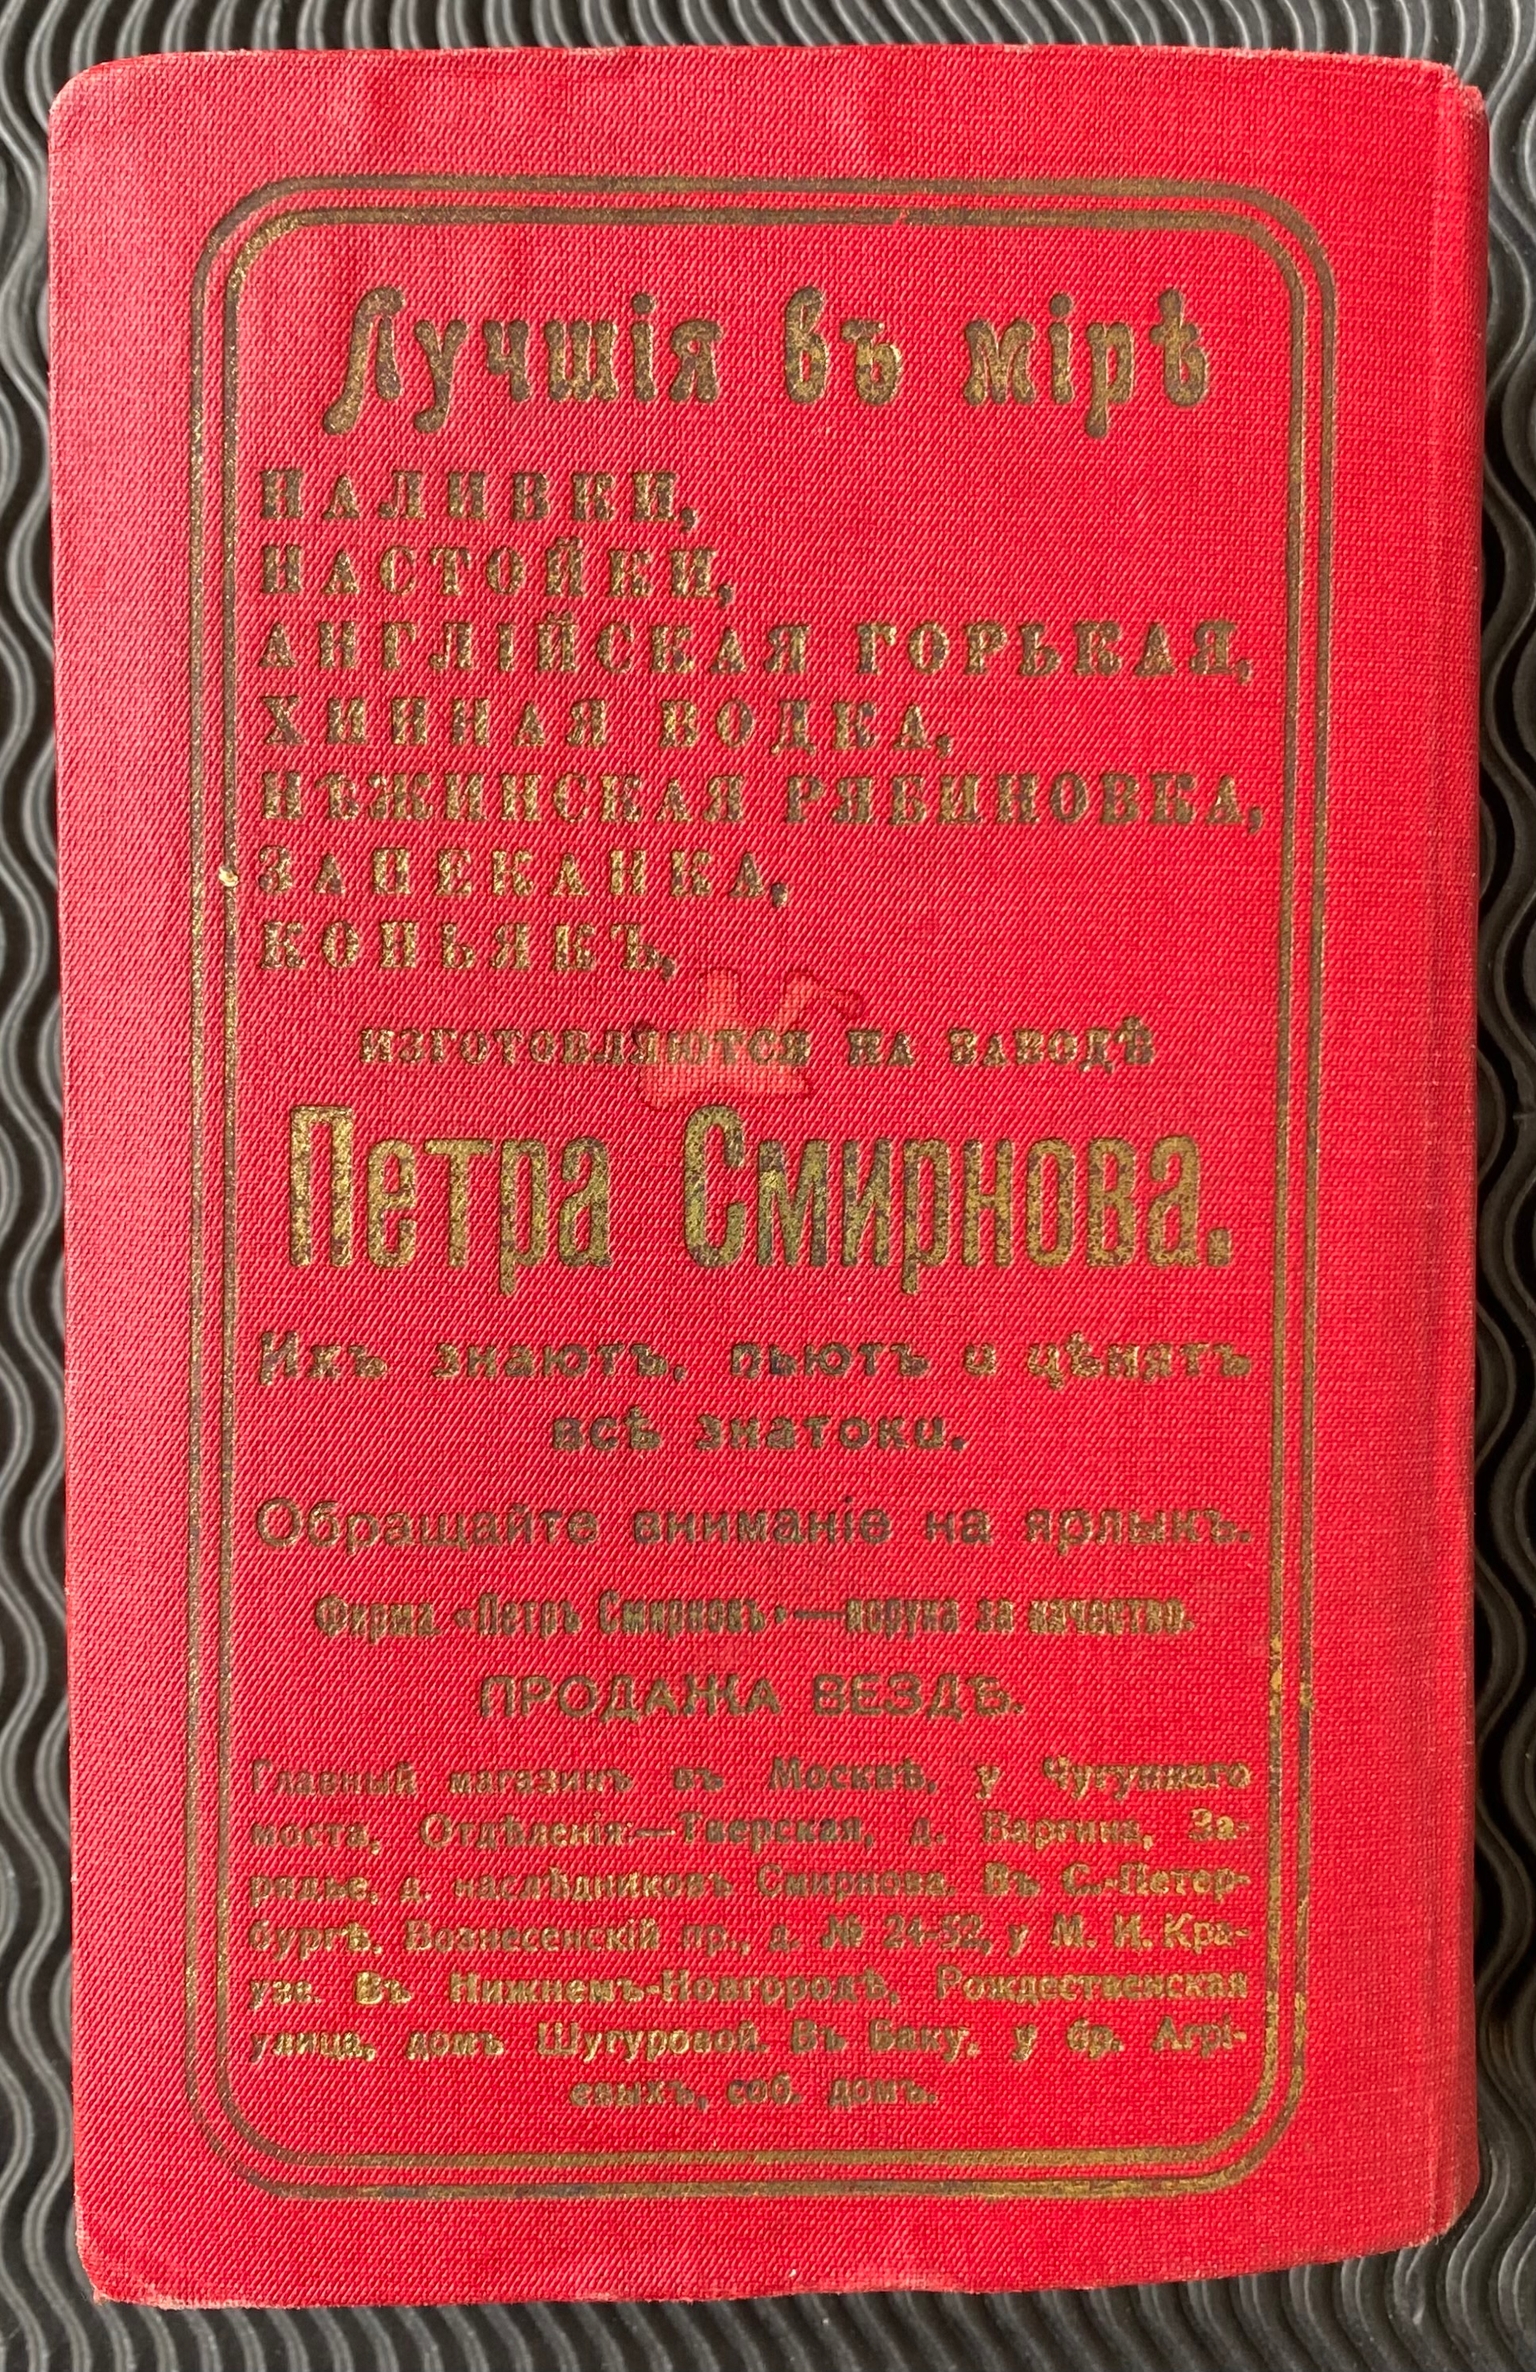 Лучшія въ мірѣ
НАЛИВКИ,
НАСТОЙКИ,
АНГЛІЙСКАЯ ГОРЬКАЯ,
ХИННАЯ ВОДКА,
НѢЖИНСКАЯ РЯБИНОВКА,
ЗАПЕКАНКА,
КОНЬЯКЪ,
ИЗГОТОВЛЯЮТСЯ НА ЗАВОДѢ
Петра Смирнова.
Ихъ знаютъ, пьютъ и цѣнятъ
всѣ знатоки.
Обращайте вниманіе на ярлыкъ.
Фирма «Петръ Смирновъ»—порука за качество.
ПРОДАЖА ВЕЗДѢ.
Главный магазинъ въ Москвѣ, у Чугуннаго
моста, Отдѣленія:—Тверская, д. Варгина, За-
рядье, д. наслѣдниковъ Смирнова. Въ С.-Петер-
бургѣ, Вознесенскій пр., д. № 24-52, у М. И. Кра-
узе. Въ Нижнемъ-Новгородѣ, Рождественская
улица, домъ Шугуровой. Въ Баку, у бр. Агрі-
евыхъ, соб. домъ.